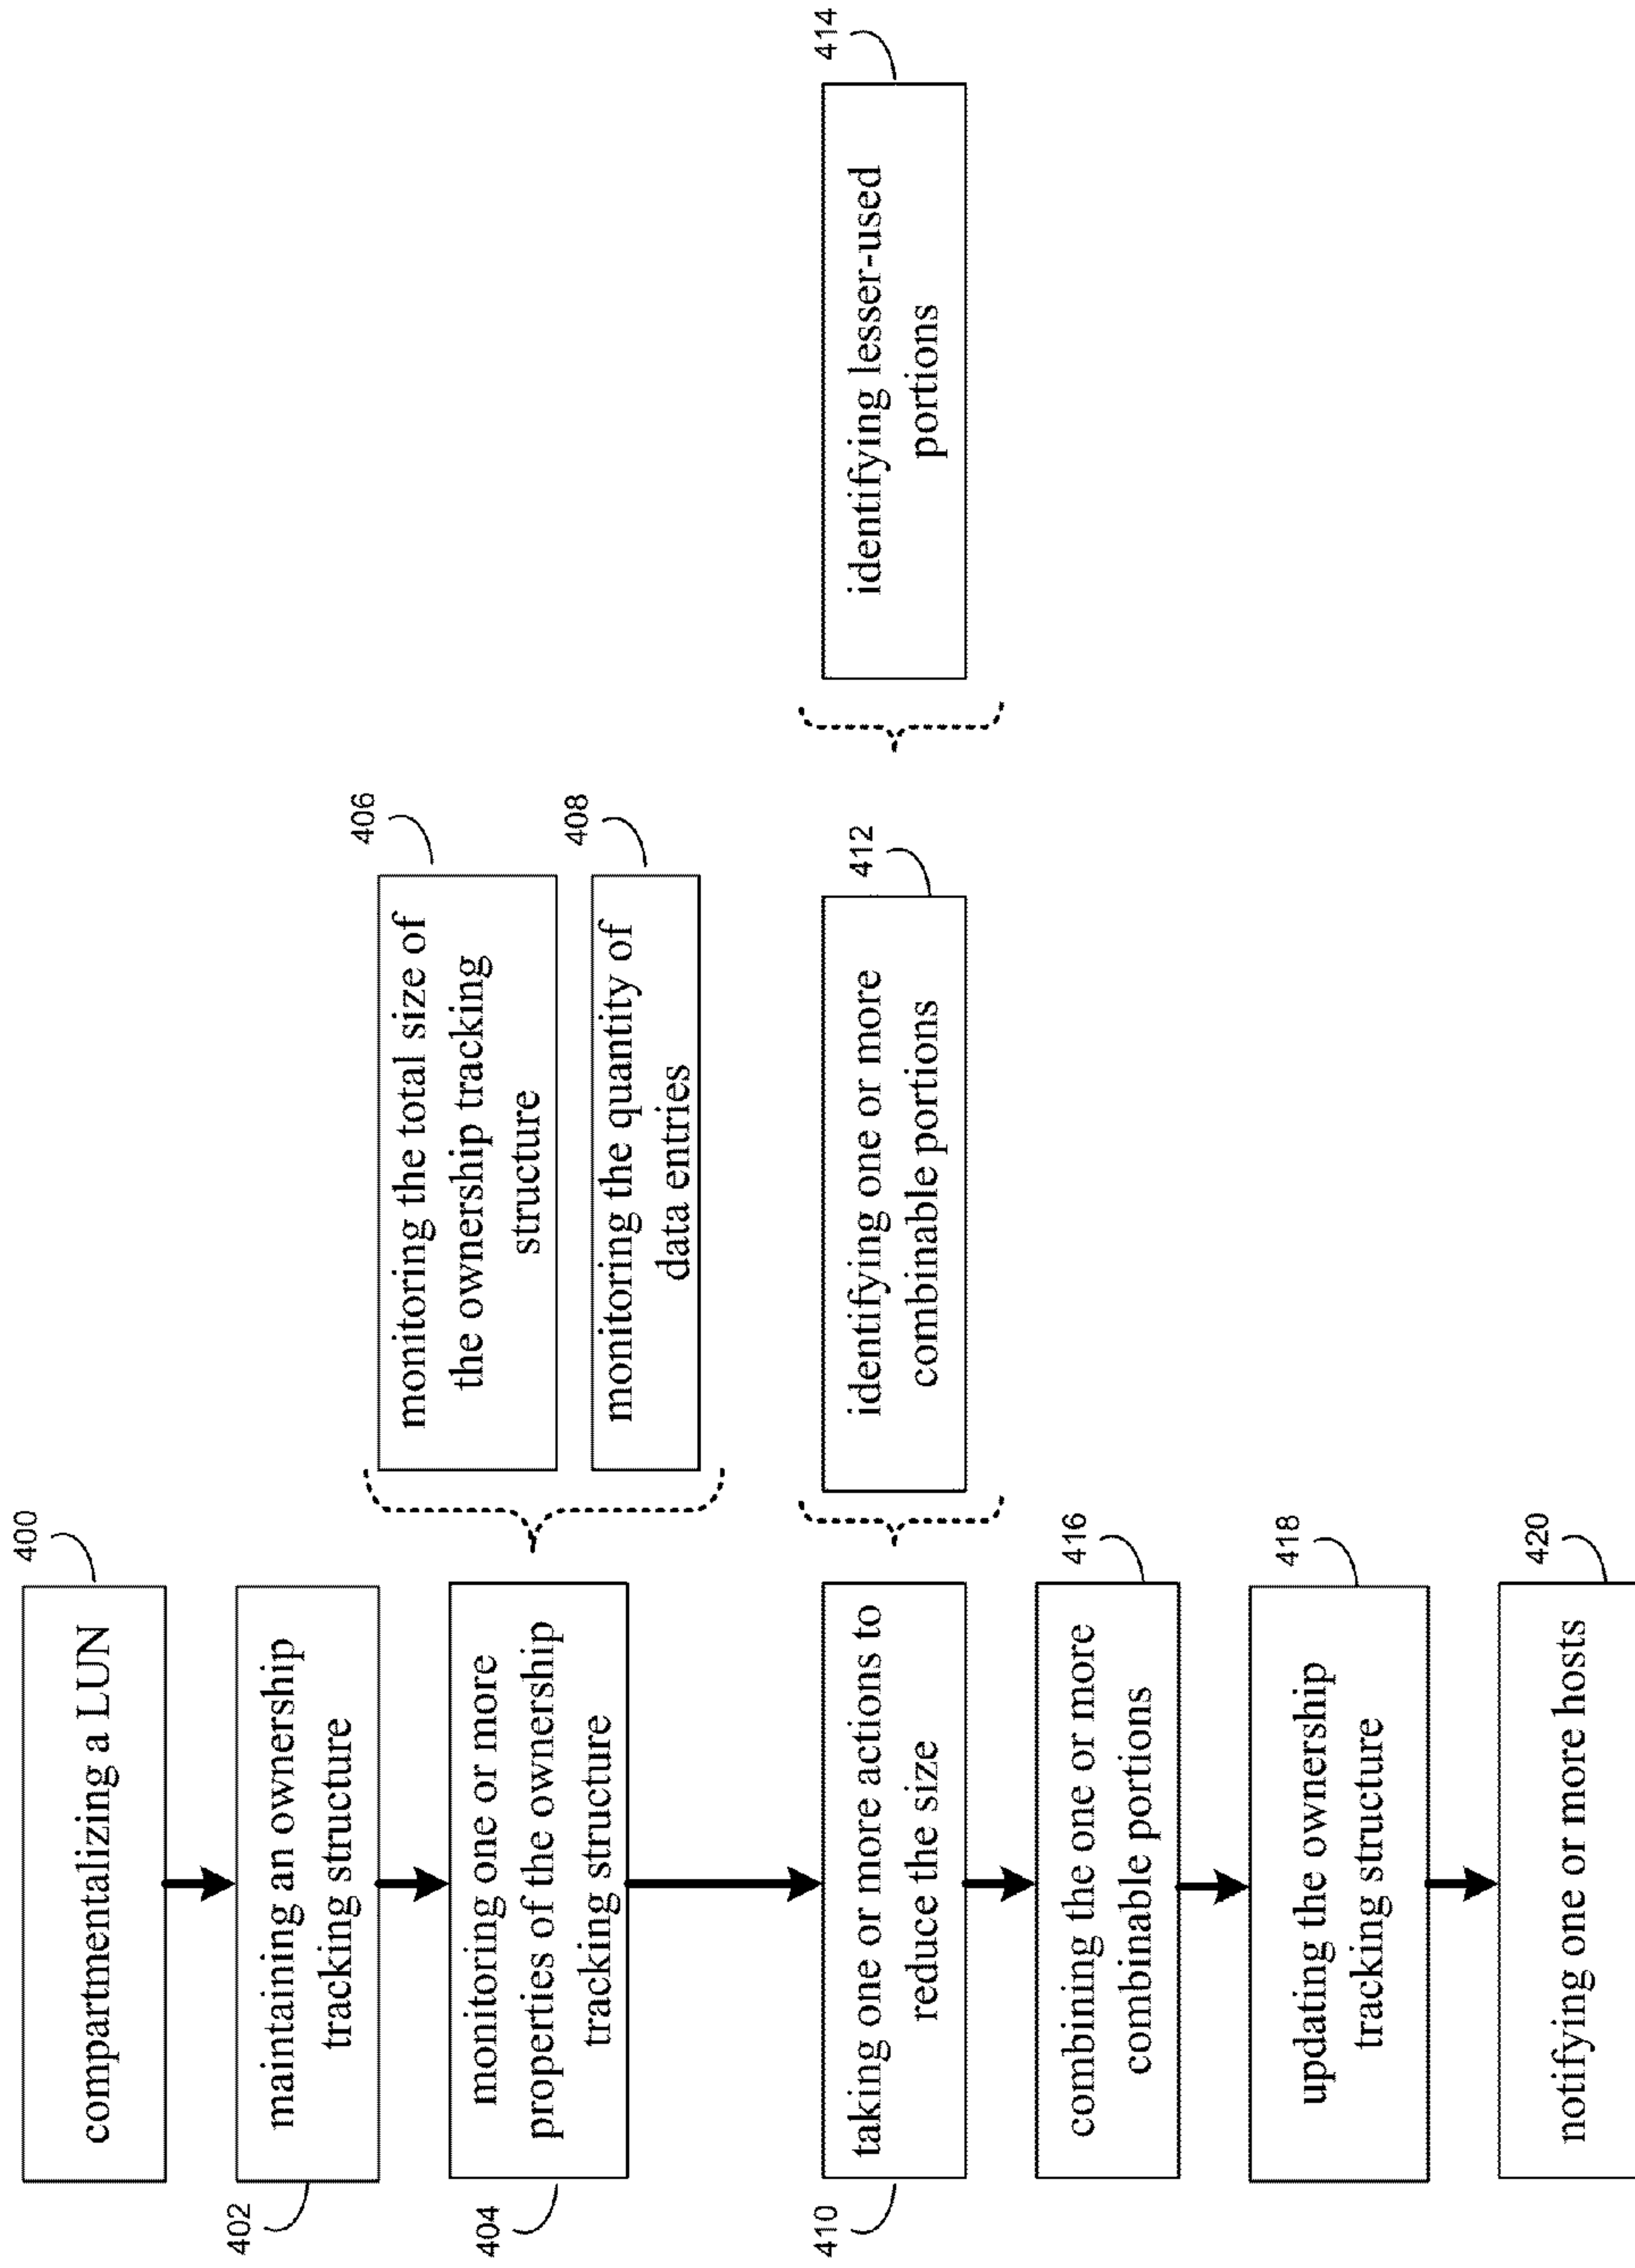 400
compartmentalizing a LUN
402
maintaining an ownership
tracking structure
404
monitoring one or more
properties of the ownership
tracking structure
406
monitoring the total size of
the ownership tracking
structure
408
monitoring the quantity of
data entries
410
taking one or more actions to
reduce the size
412
identifying one or more
combinable portions
414
identifying lesser-used
portions
416
combining the one or more
combinable portions
418
updating the ownership
tracking structure
420
notifying one or more hosts